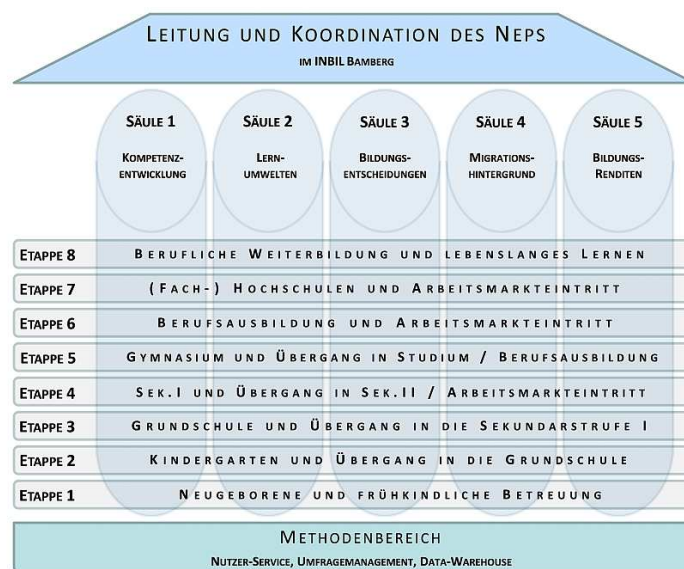 LEITUNG UND KOORDINATION DES NEPS
IM INBIL BAMBERG
SÄULE 1
KOMPETENZ-
ENTWICKLUNG
SÄULE 2
LERN-
UMWELTEN
SÄULE 3
BILDUNGS-
ENTSCHEIDUNGEN
SÄULE 4
MIGRATIONS-
HINTERGRUND
SÄULE 5
BILDUNGS-
RENDITEN
ETAPPE 8 BERUFLICHE WEITERBILDUNG UND LEBENSLANGES LERNEN
ETAPPE 7 (FACH-) HOCHSCHULEN UND ARBEITSMARKTEINTRITT
ETAPPE 6 BERUFSAUSBILDUNG UND ARBEITSMARKTEINTRITT
ETAPPE 5 GYMNASIUM UND ÜBERGANG IN STUDIUM / BERUFSAUSBILDUNG
ETAPPE 4 SEK.I UND ÜBERGANG IN SEK.II / ARBEITSMARKTEINTRITT
ETAPPE 3 GRUNDSCHULE UND ÜBERGANG IN DIE SEKUNDARSTRUFE I
ETAPPE 2 KINDERGARTEN UND ÜBERGANG IN DIE GRUNDSCHULE
ETAPPE 1 NEUGEBORENE UND FRÜHKINDLICHE BETREUUNG
METHODENBEREICH
NUTZER-SERVICE, UMFRAGEMANAGEMENT, DATA-WAREHOUSE